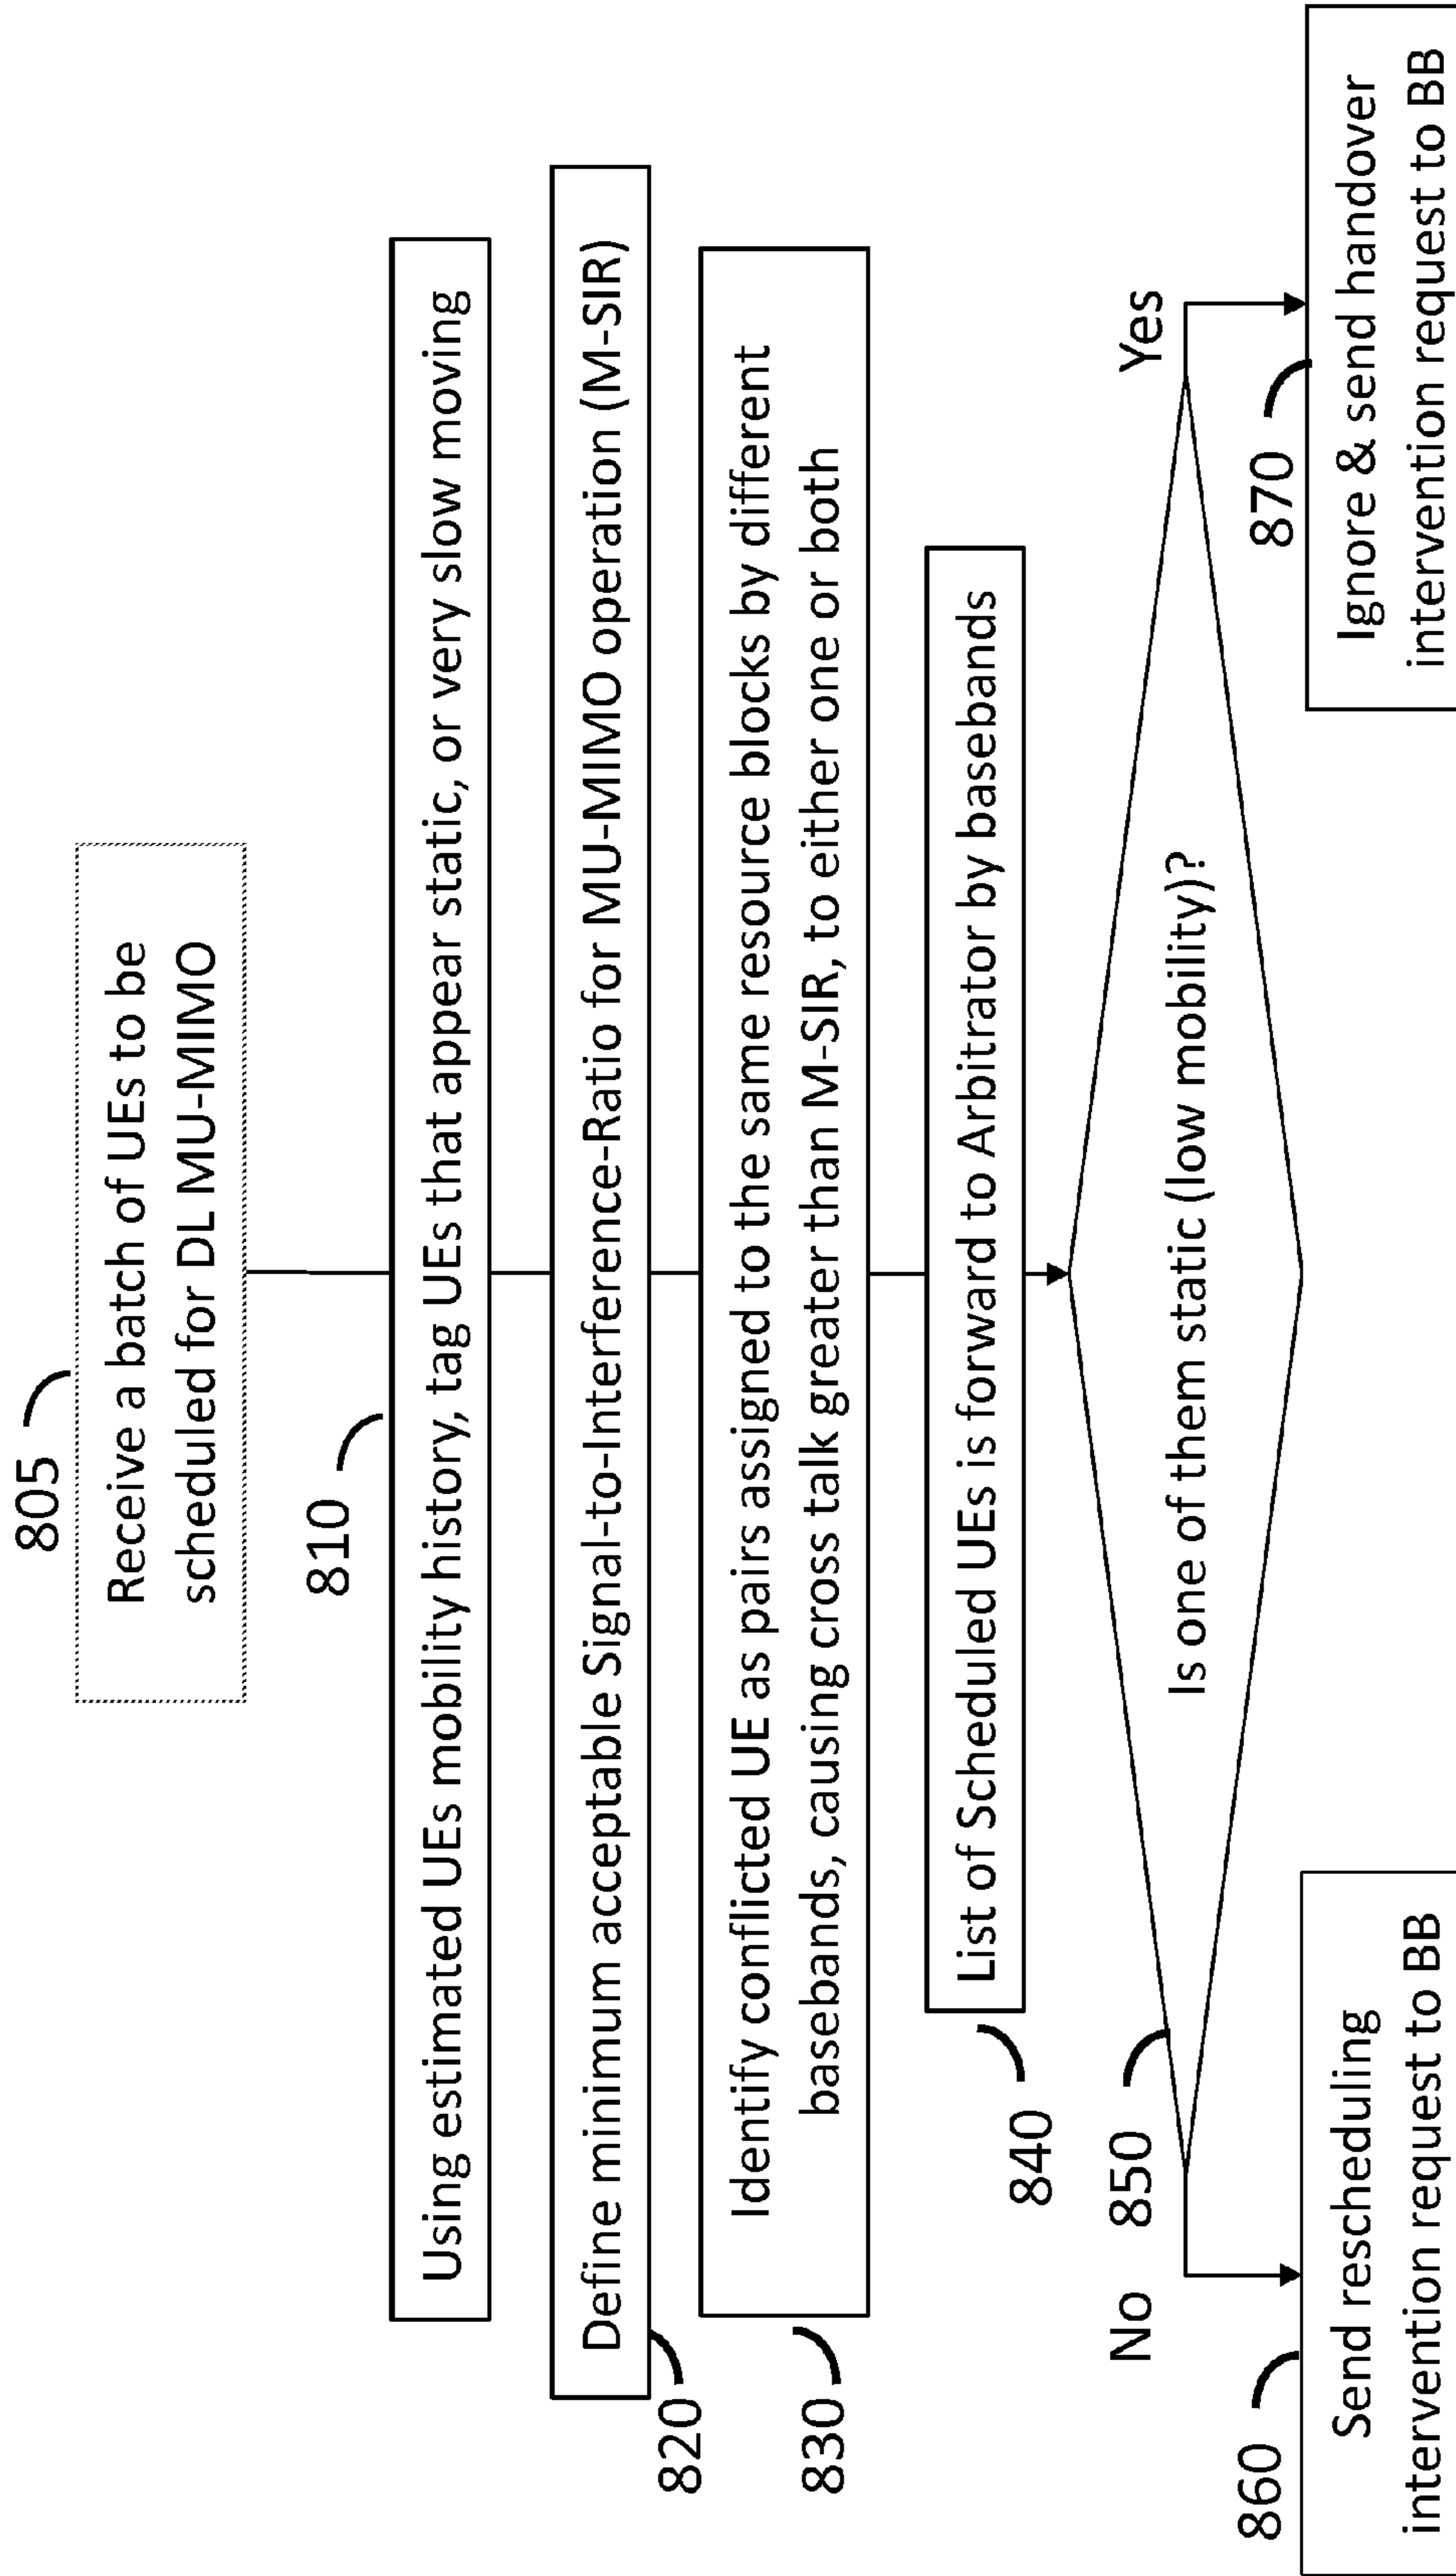 805
Receive a batch of UEs to be
scheduled for DL MU-MIMO
810
Using estimated UEs mobility history, tag UEs that appear static, or very slow moving
Define minimum acceptable Signal-to-Interference-Ratio for MU-MIMO operation (M-SIR)
820
Identify conflicted UE as pairs assigned to the same resource blocks by different
basebands, causing cross talk greater than M-SIR, to either one or both
830
List of Scheduled UEs is forward to Arbitrator by basebands
840
No
850
Yes
Is one of them static (low mobility)?
860
Send rescheduling
intervention request to BB
870
Ignore & send handover
intervention request to BB